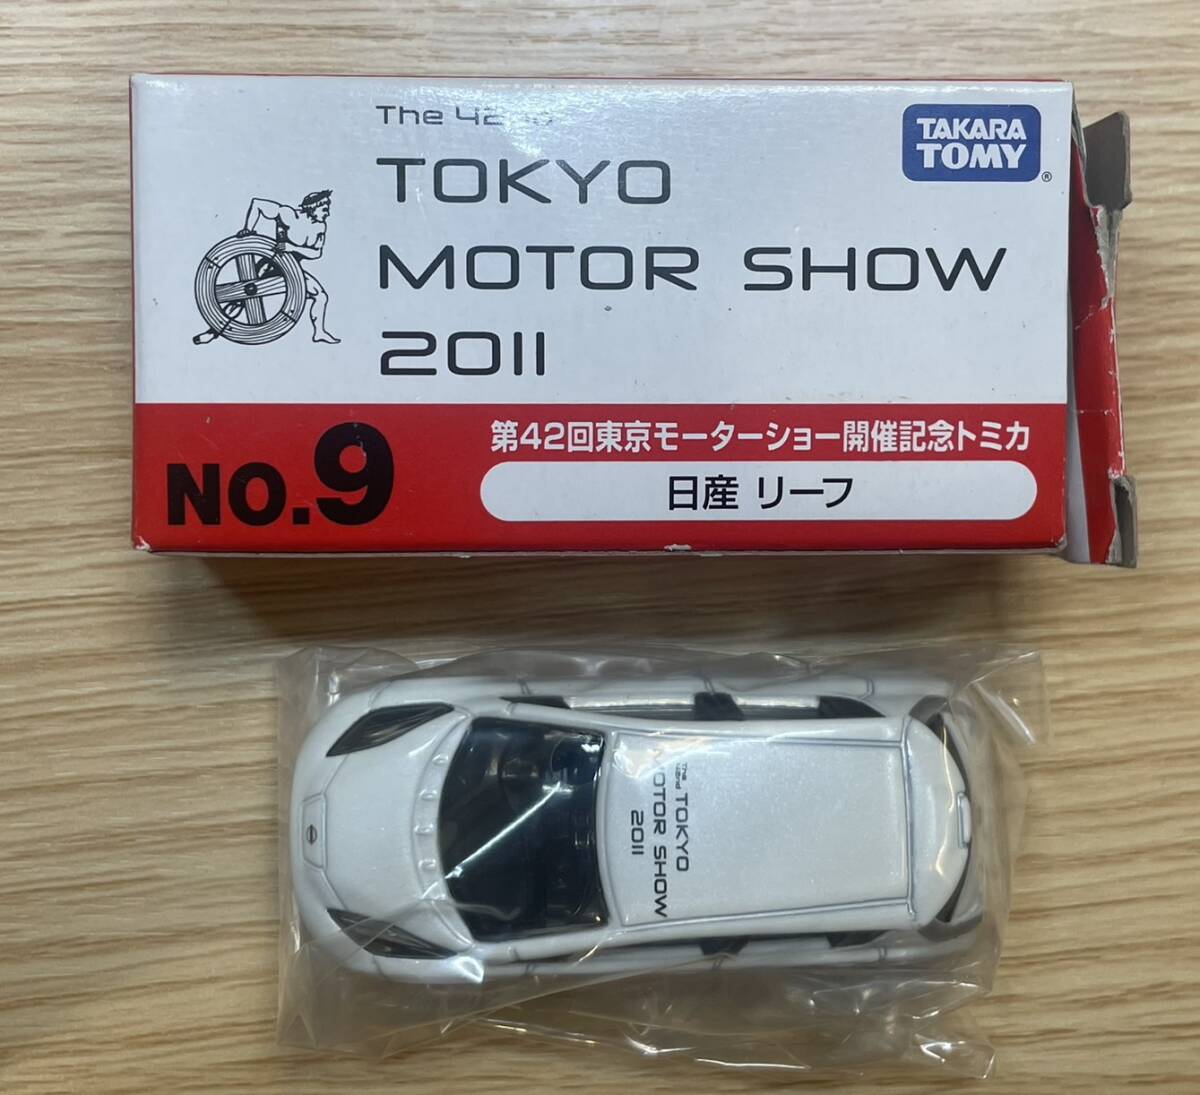 The 42nd
TOKYO
MOTOR SHOW
2011
TAKARA
TOMY
®
第42回東京モーターショー開催記念トミカ
NO.9
日産 リーフ
The 42nd TOKYO
MOTOR SHOW
2011